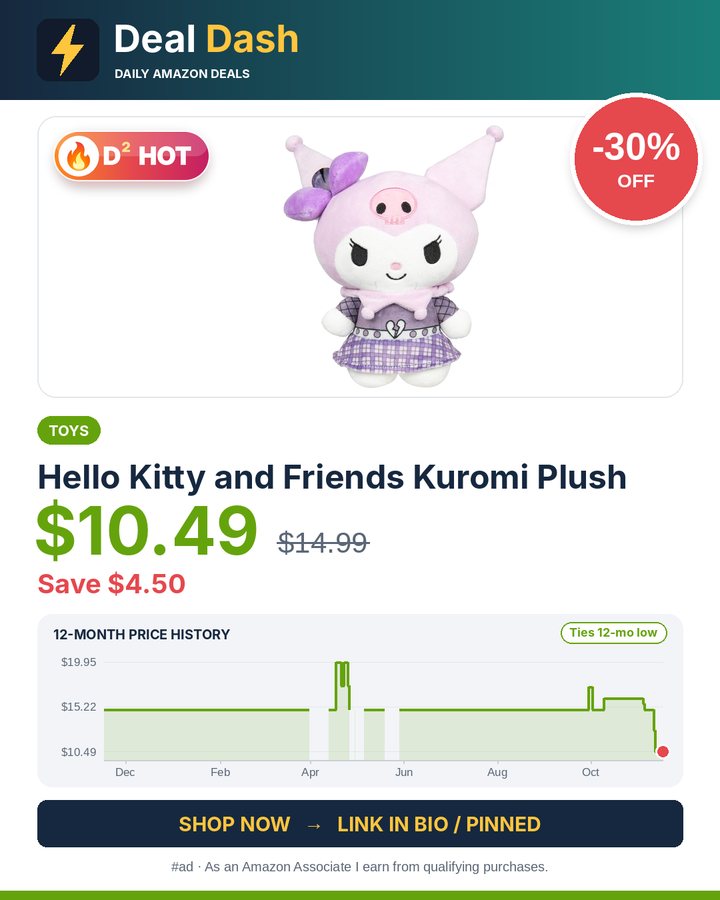 Deal Dash
DAILY AMAZON DEALS
D² HOT
-30%
OFF
TOYS
Hello Kitty and Friends Kuromi Plush
$10.49 $14.99
Save $4.50
12-MONTH PRICE HISTORY
Ties 12-mo low
$19.95
$15.22
$10.49
Dec Feb Apr Jun Aug Oct
SHOP NOW → LINK IN BIO / PINNED
#ad · As an Amazon Associate I earn from qualifying purchases.